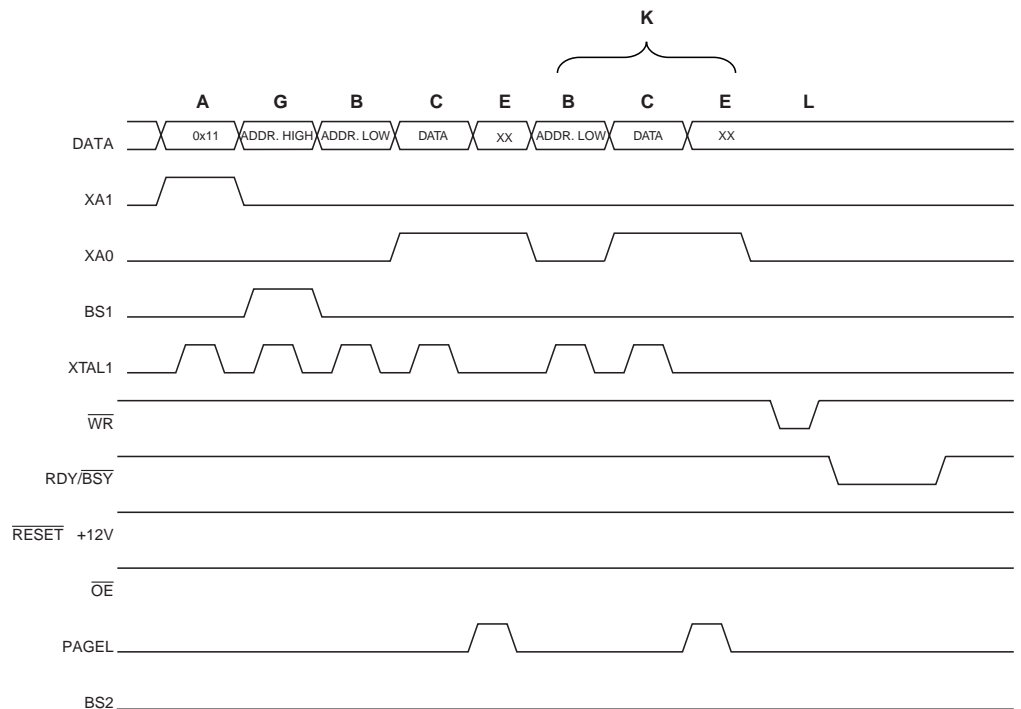 K
A G B C E B C E L
DATA 0x11 ADDR. HIGH ADDR. LOW DATA XX ADDR. LOW DATA XX
XA1
XA0
BS1
XTAL1
WR
RDY/BSY
RESET +12V
OE
PAGEL
BS2